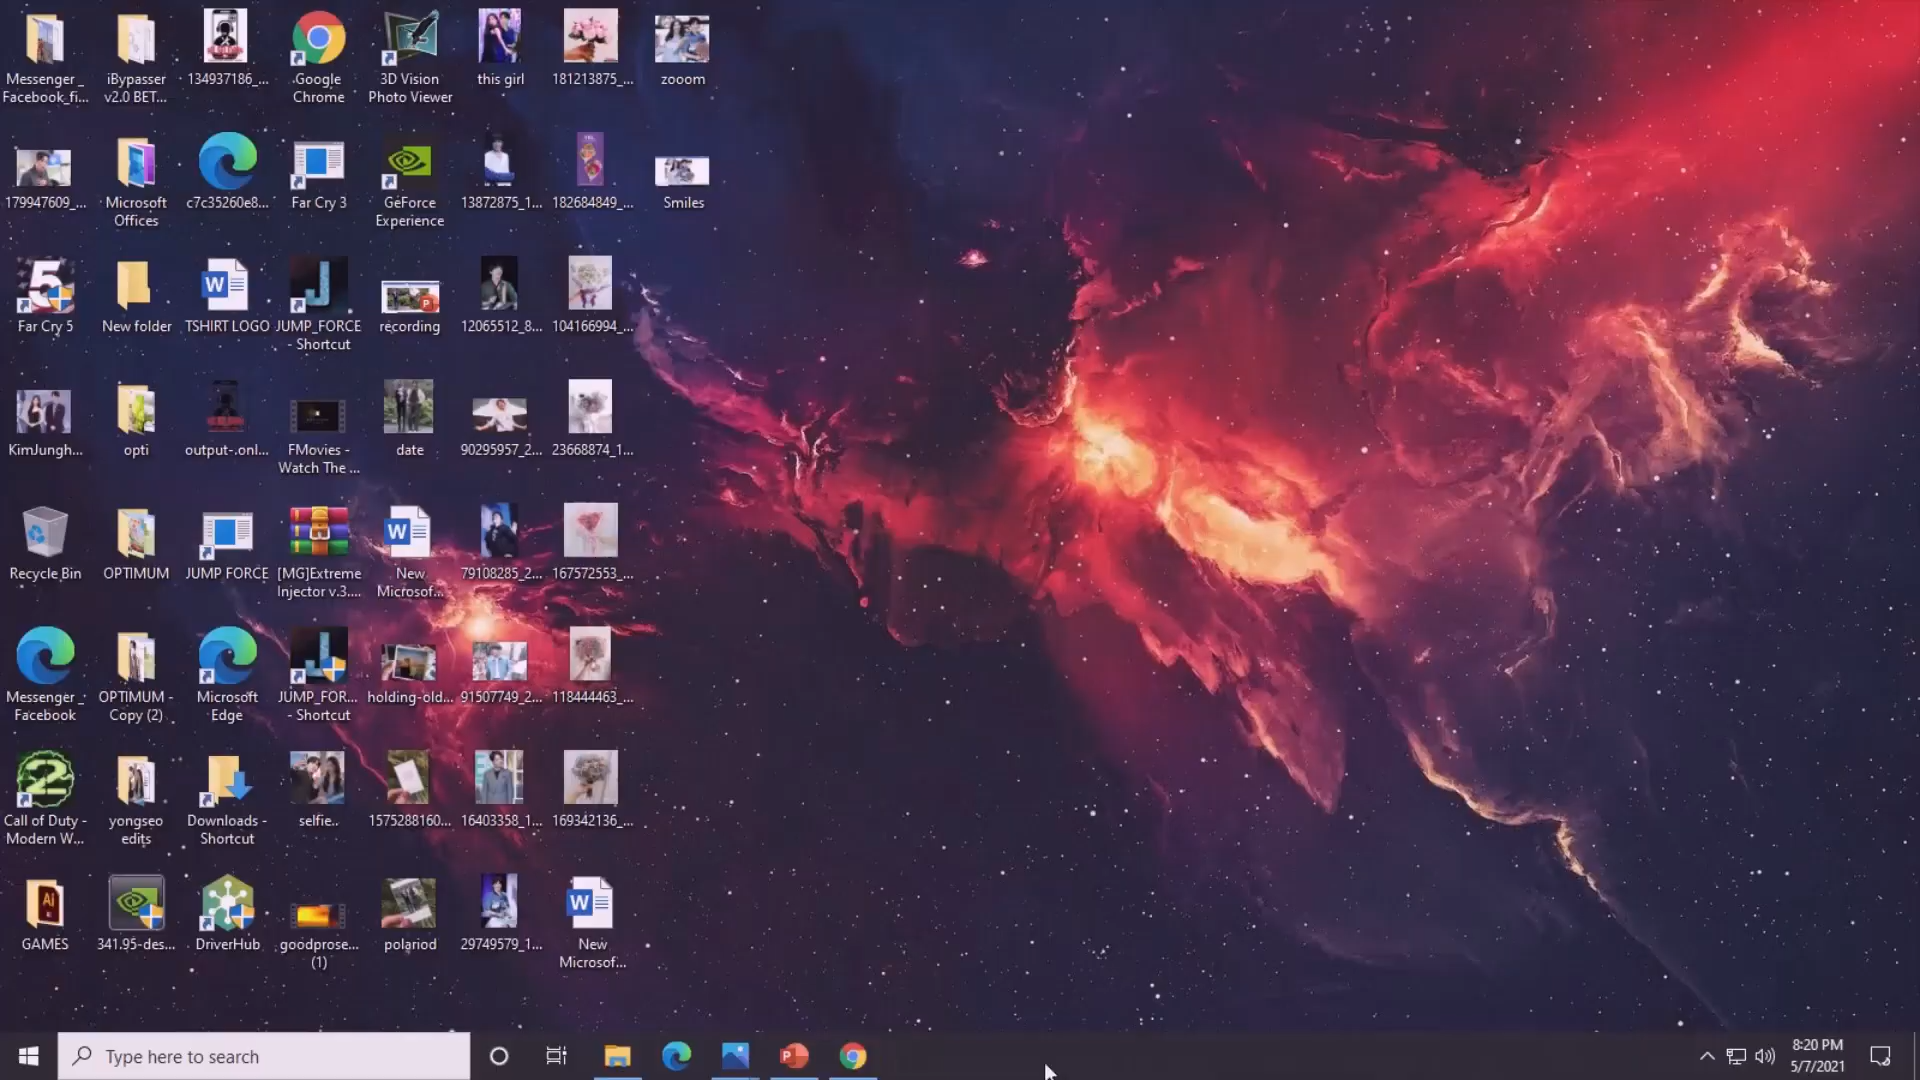 Messenger_
Facebook_fi...
iBypasser
v2.0 BET...
134937186_...
Google
Chrome
3D Vision
Photo Viewer
this girl
181213875_...
zooom
179947609_...
Microsoft
Offices
c7c35260e8...
Far Cry 3
GeForce
Experience
13872875_1...
182684849_...
Smiles
Far Cry 5
New folder
TSHIRT LOGO
JUMP_FORCE
- Shortcut
recording
12065512_8...
104166994_...
KimJungh...
opti
output-.onl...
FMovies -
Watch The ...
date
90295957_2...
23668874_1...
Recycle Bin
OPTIMUM
JUMP FORCE
[MG]Extreme
Injector v.3....
New
Microsof...
79108285_2...
167572553_...
Messenger _
Facebook
OPTIMUM -
Copy (2)
Microsoft
Edge
JUMP_FOR...
- Shortcut
holding-old...
91507749_2...
118444463_...
Call of Duty -
Modern W...
yongseo
edits
Downloads -
Shortcut
selfie..
1575288160...
16403358_1...
169342136_...
GAMES
341.95-des...
DriverHub
goodprose...
(1)
polariod
29749579_1...
New
Microsof...
Type here to search
8:20 PM
5/7/2021